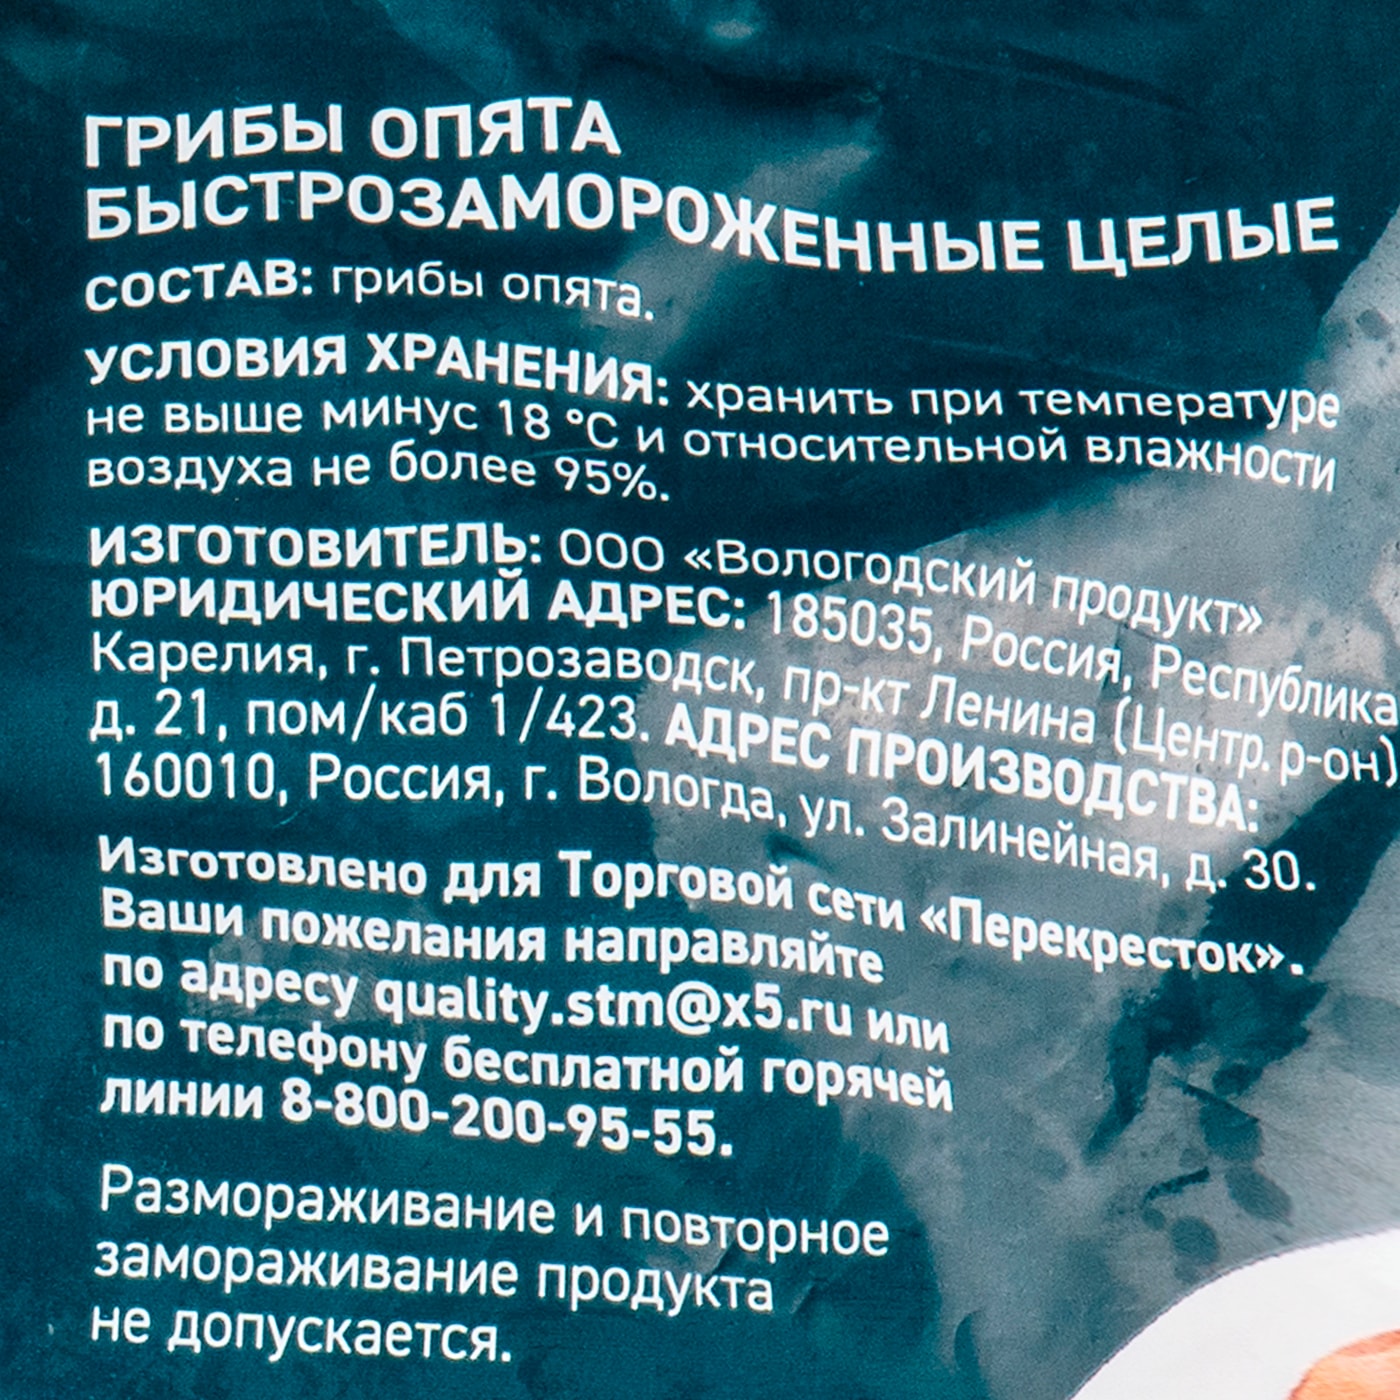 ГРИБЫ ОПЯТА
БЫСТРОЗАМОРОЖЕННЫЕ ЦЕЛЫЕ
СОСТАВ: грибы опята.
УСЛОВИЯ ХРАНЕНИЯ: хранить при температуре
не выше минус 18 °С и относительной влажности
воздуха не более 95%.
ИЗГОТОВИТЕЛЬ: ООО «Вологодский продукт»
ЮРИДИЧЕСКИЙ АДРЕС: 185035, Россия, Республика
Карелия, г. Петрозаводск, пр-кт Ленина (Центр. р-он)
д. 21, пом/каб 1/423. АДРЕС ПРОИЗВОДСТВА:
160010, Россия, г. Вологда, ул. Залинейная, д. 30.
Изготовлено для Торговой сети «Перекресток».
Ваши пожелания направляйте
по адресу quality.stm@x5.ru или
по телефону бесплатной горячей
линии 8-800-200-95-55.
Размораживание и повторное
замораживание продукта
не допускается.